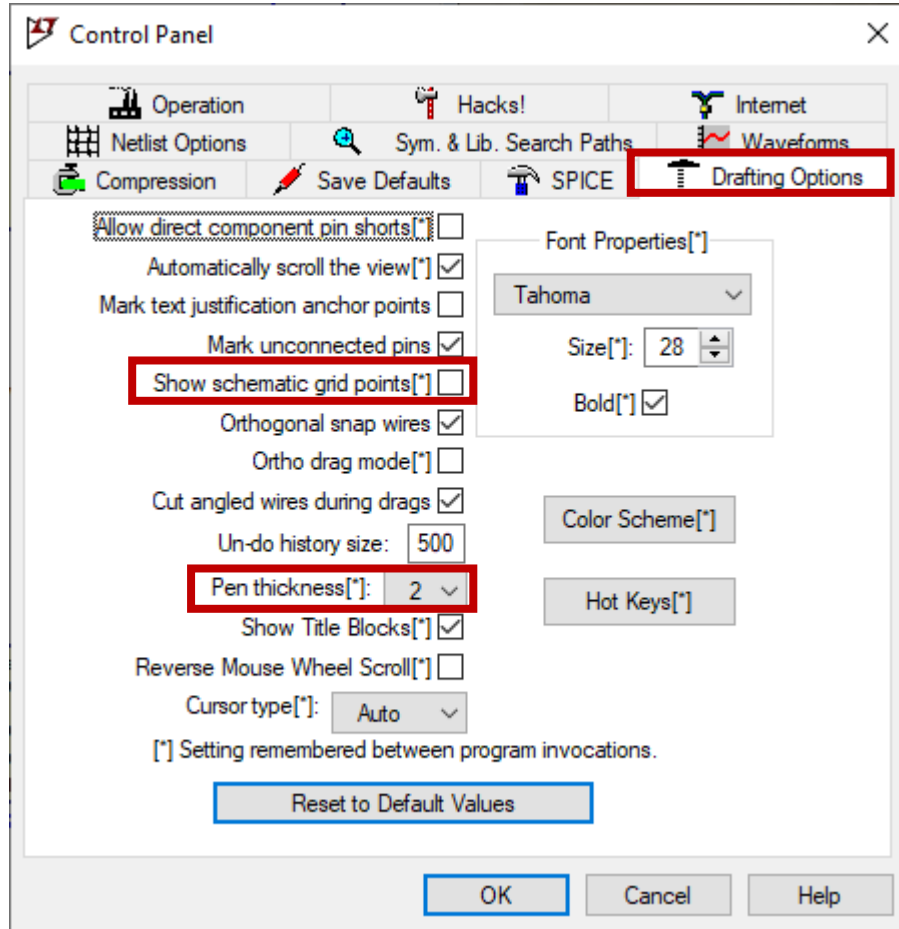 Control Panel
Operation
Hacks!
Internet
Netlist Options
Sym. & Lib. Search Paths
Waveforms
Compression
Save Defaults
SPICE
Drafting Options
Allow direct component pin shorts[*]
Automatically scroll the view[*]
Mark text justification anchor points
Mark unconnected pins
Show schematic grid points[*]
Orthogonal snap wires
Ortho drag mode[*]
Cut angled wires during drags
Un-do history size: 500
Pen thickness[*]: 2
Show Title Blocks[*]
Reverse Mouse Wheel Scroll[*]
Cursor type[*]: Auto
[*] Setting remembered between program invocations.
Reset to Default Values
Font Properties[*]
Tahoma
Size[*]: 28
Bold[*]
Color Scheme[*]
Hot Keys[*]
OK
Cancel
Help